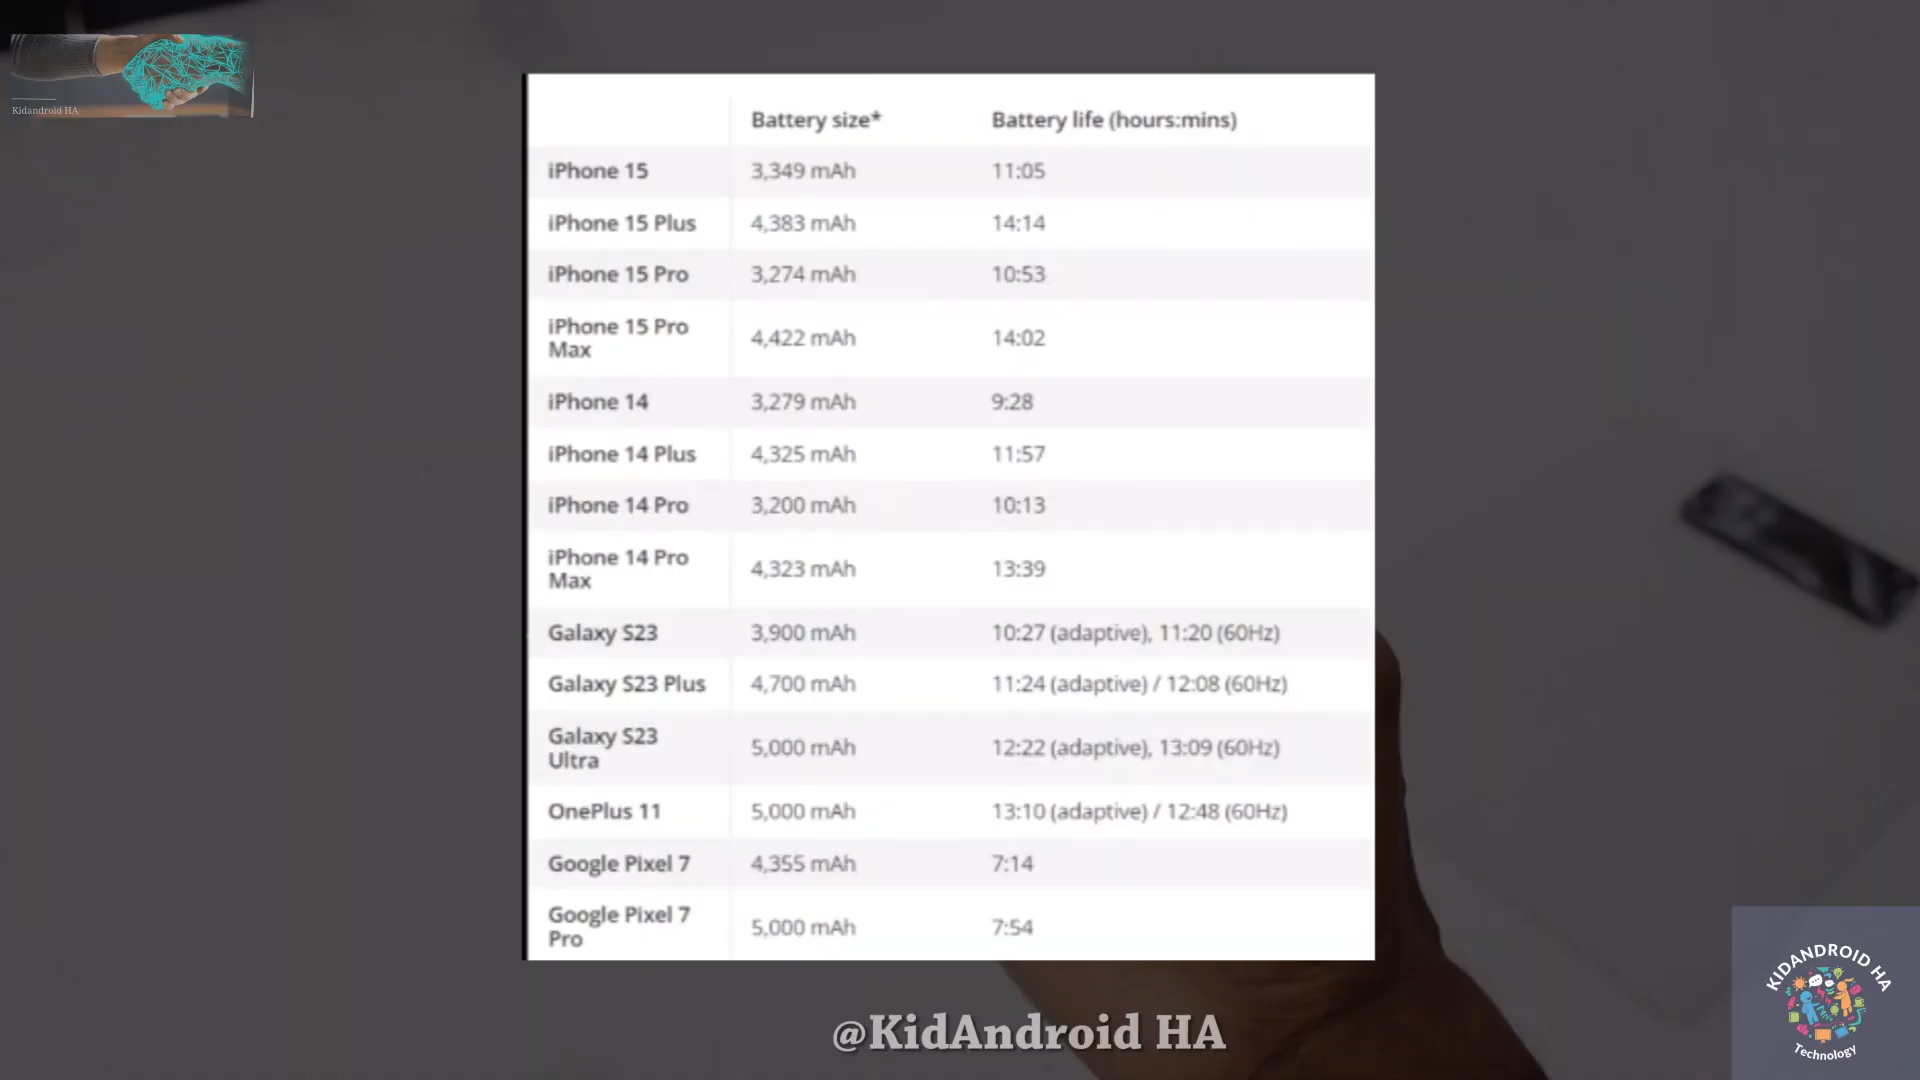 Kidandroid HA
Battery size* Battery life (hours:mins)
iPhone 15 3,349 mAh 11:05
iPhone 15 Plus 4,383 mAh 14:14
iPhone 15 Pro 3,274 mAh 10:53
iPhone 15 Pro
Max 4,422 mAh 14:02
iPhone 14 3,279 mAh 9:28
iPhone 14 Plus 4,325 mAh 11:57
iPhone 14 Pro 3,200 mAh 10:13
iPhone 14 Pro
Max 4,323 mAh 13:39
Galaxy S23 3,900 mAh 10:27 (adaptive), 11:20 (60Hz)
Galaxy S23 Plus 4,700 mAh 11:24 (adaptive) / 12:08 (60Hz)
Galaxy S23
Ultra 5,000 mAh 12:22 (adaptive), 13:09 (60Hz)
OnePlus 11 5,000 mAh 13:10 (adaptive) / 12:48 (60Hz)
Google Pixel 7 4,355 mAh 7:14
Google Pixel 7
Pro 5,000 mAh 7:54
@KidAndroid HA
KIDANDROID HA
Technology